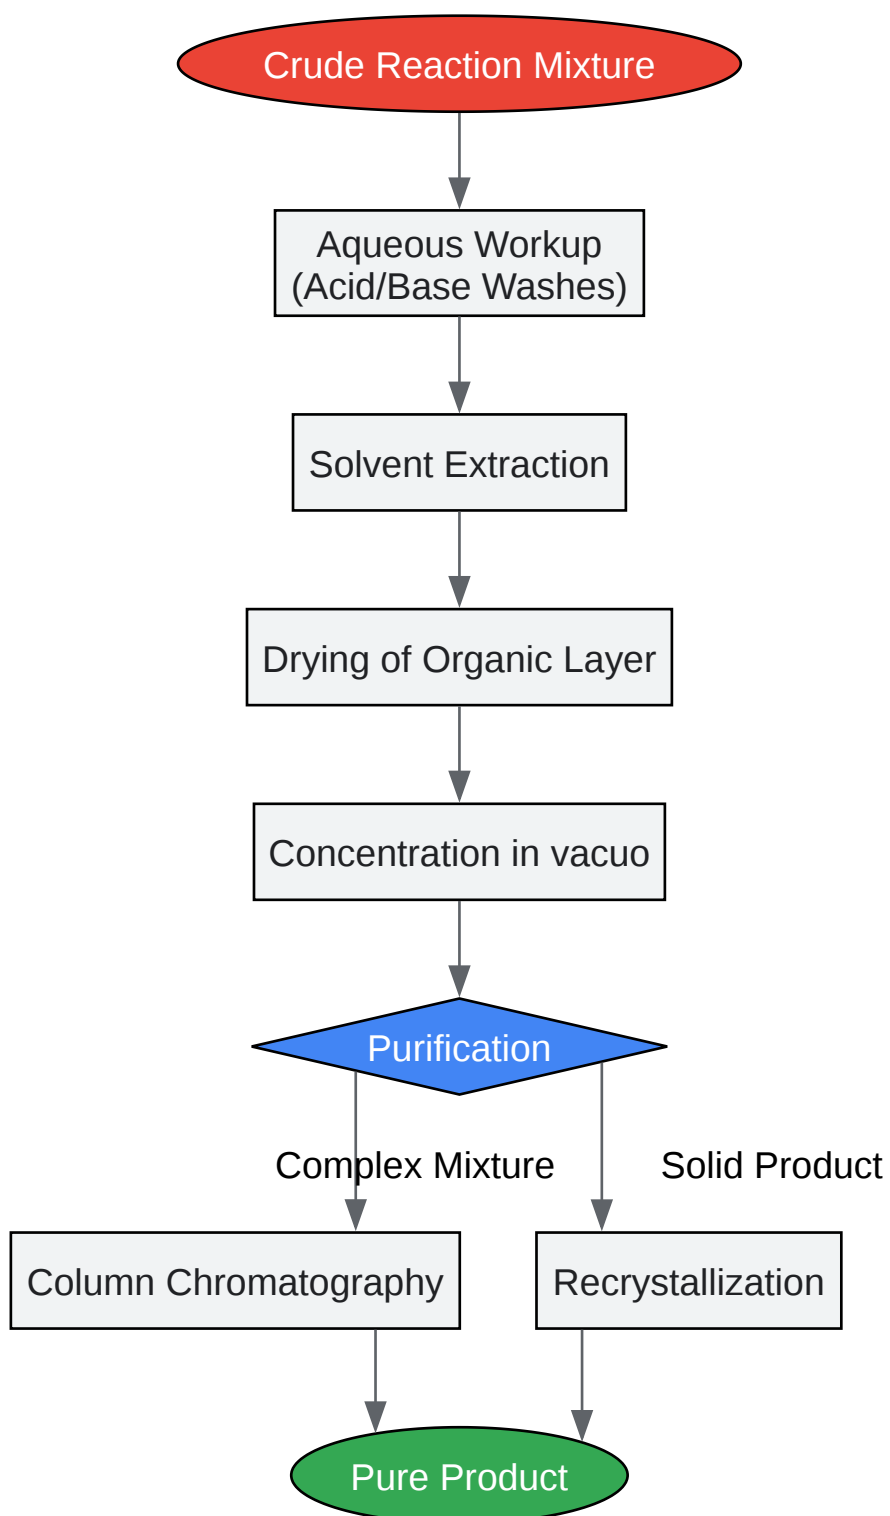 Crude Reaction Mixture
Aqueous Workup
(Acid/Base Washes)
Solvent Extraction
Drying of Organic Layer
Concentration in vacuo
Purification
Complex Mixture
Solid Product
Column Chromatography
Recrystallization
Pure Product